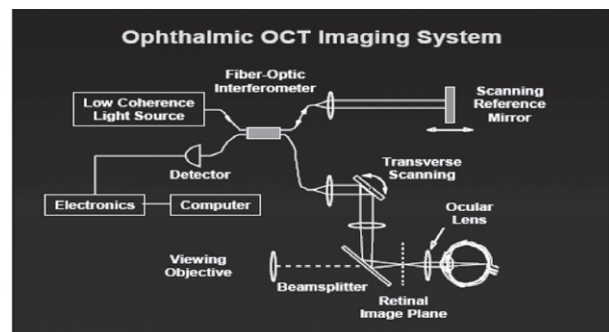 Ophthalmic OCT Imaging System
Fiber-Optic
Interferometer
Low Coherence
Light Source
Scanning
Reference
Mirror
Detector
Transverse
Scanning
Electronics
Computer
Ocular
Lens
Viewing
Objective
Beamsplitter
Retinal
Image Plane